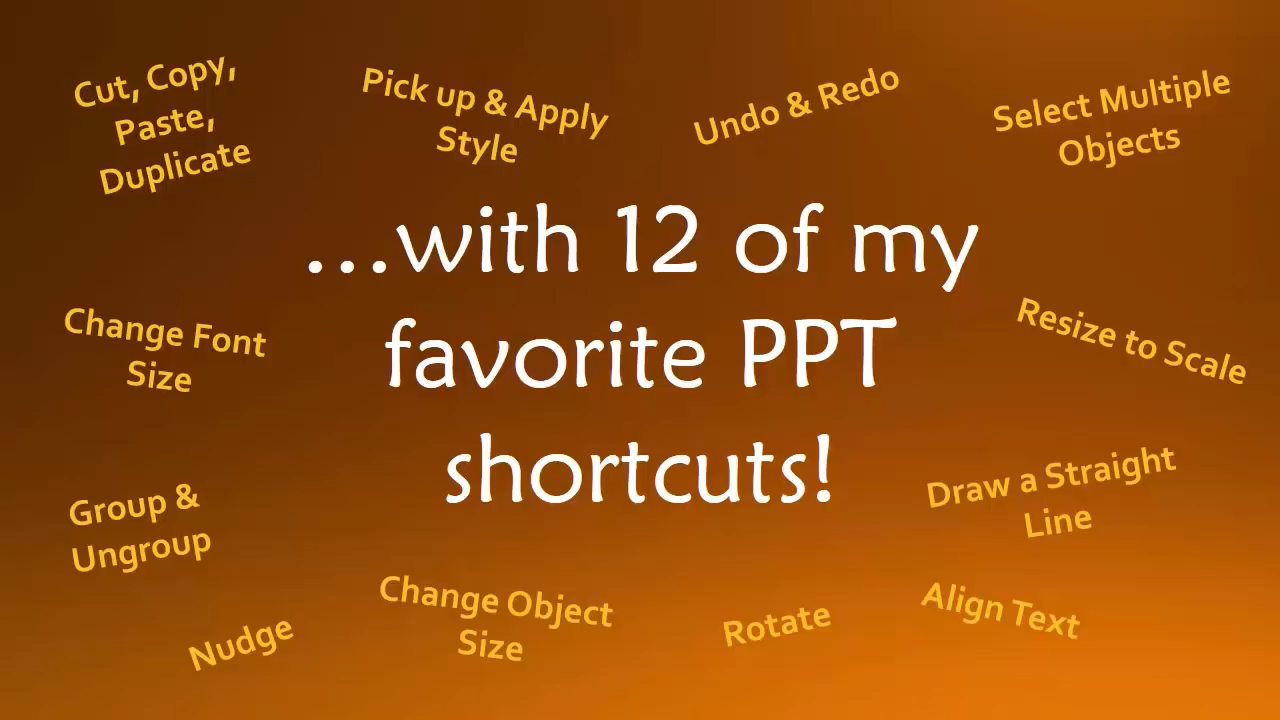 Cut, Copy,
Paste,
Duplicate
Pick up & Apply
Style
Undo & Redo
Select Multiple
Objects
...with 12 of my
favorite PPT
shortcuts!
Change Font
Size
Resize to Scale
Group &
Ungroup
Draw a Straight
Line
Nudge
Change Object
Size
Rotate
Align Text